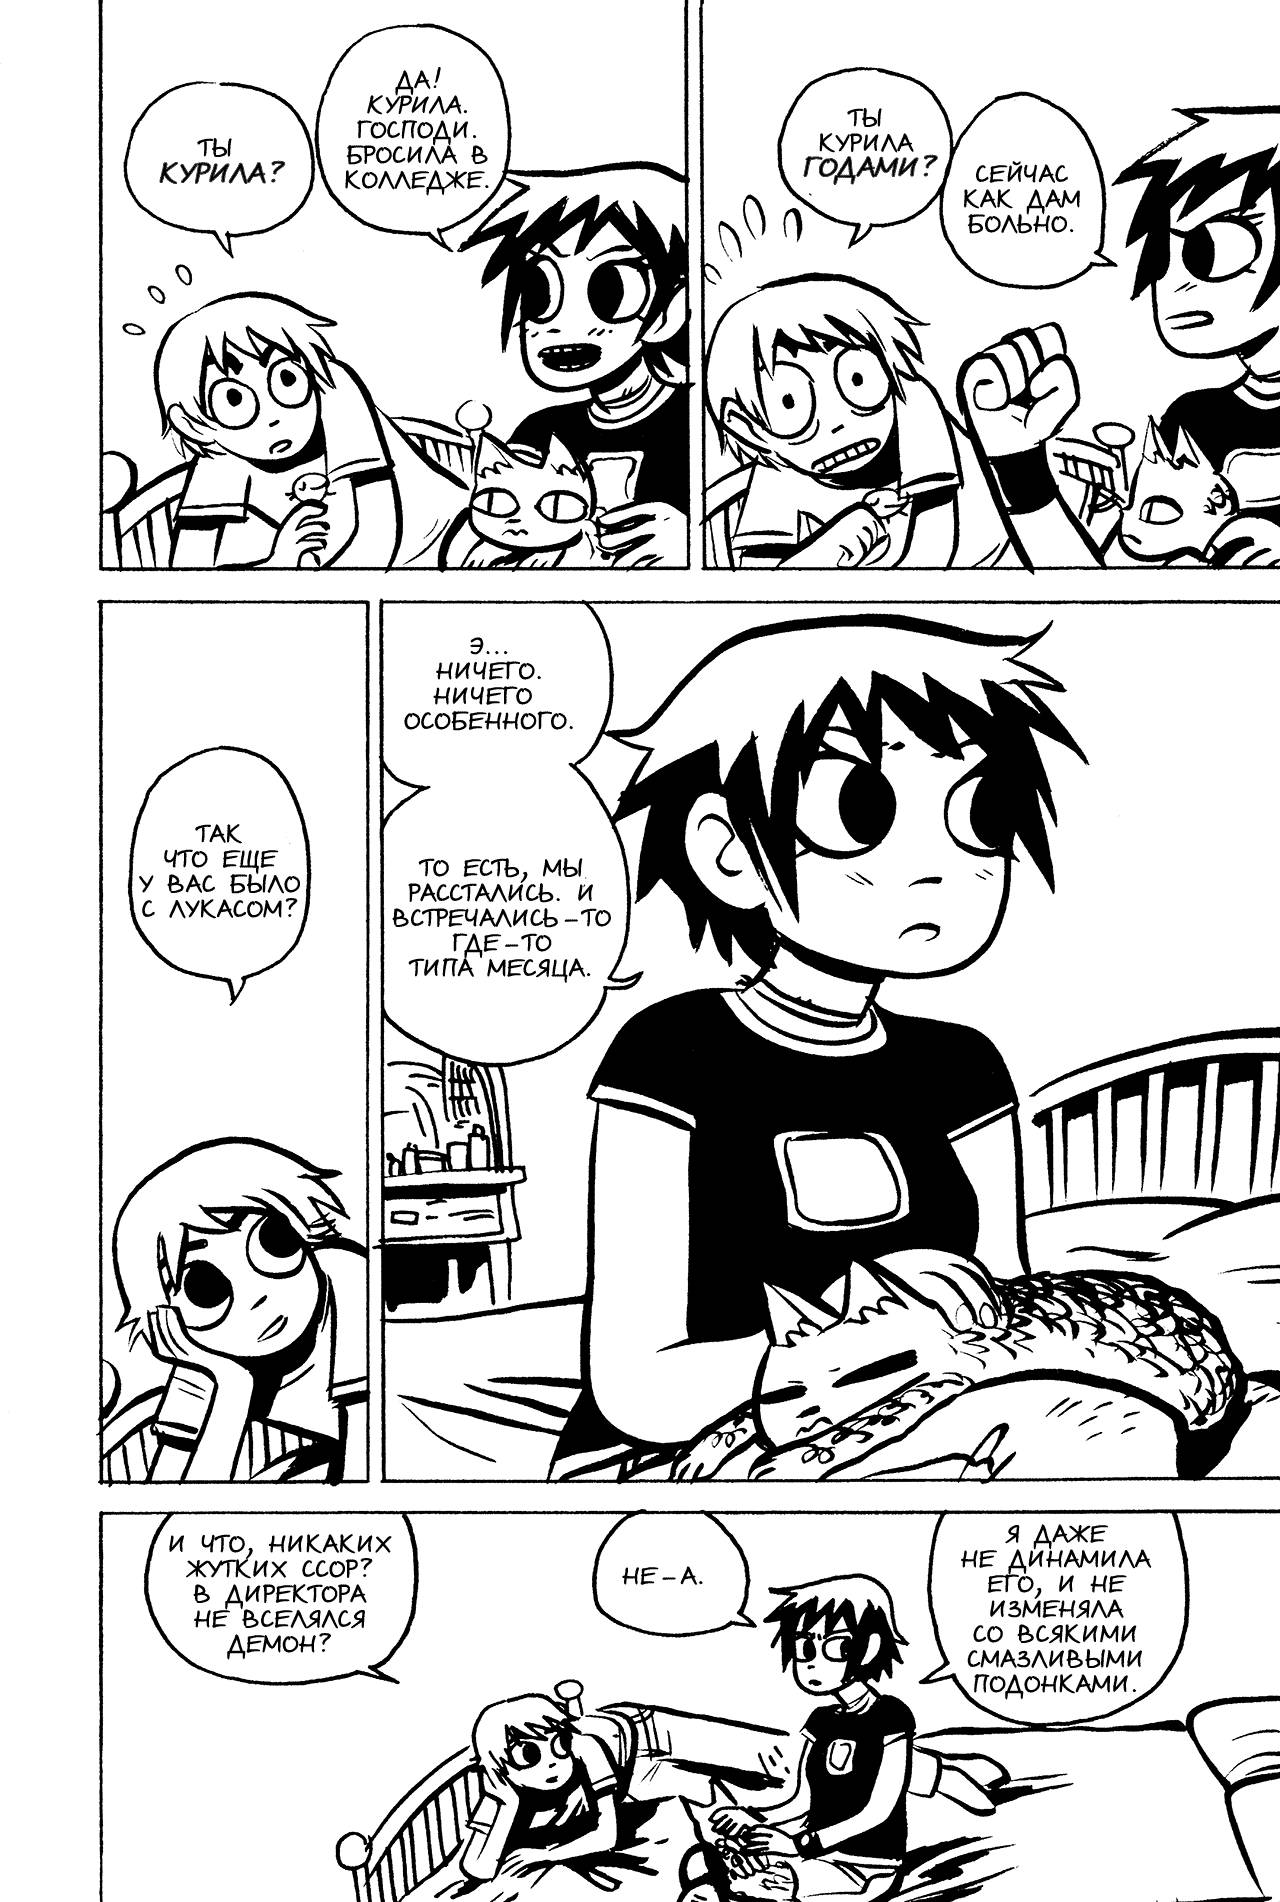 ТЫ
КУРИЛА?
ДА!
КУРИЛА.
ГОСПОДИ.
БРОСИЛА В
КОЛЛЕДЖЕ.
ТЫ
КУРИЛА
ГОДАМИ?
СЕЙЧАС
КАК ДАМ
БОЛЬНО.
ТАК
ЧТО ЕЩЕ
У ВАС БЫЛО
С ЛУКАСОМ?
Э...
НИЧЕГО.
НИЧЕГО
ОСОБЕННОГО.
ТО ЕСТЬ, МЫ
РАССТАЛИСЬ. И
ВСТРЕЧАЛИСЬ-ТО
ГДЕ-ТО
ТИПА МЕСЯЦА.
И ЧТО, НИКАКИХ
ЖУТКИХ ССОР?
В ДИРЕКТОРА
НЕ ВСЕЛЯЛСЯ
ДЕМОН?
НЕ-А.
Я ДАЖЕ
НЕ ДИНАМИЛА
ЕГО, И НЕ
ИЗМЕНЯЛА
СО ВСЯКИМИ
СМАЗЛИВЫМИ
ПОДОНКАМИ.